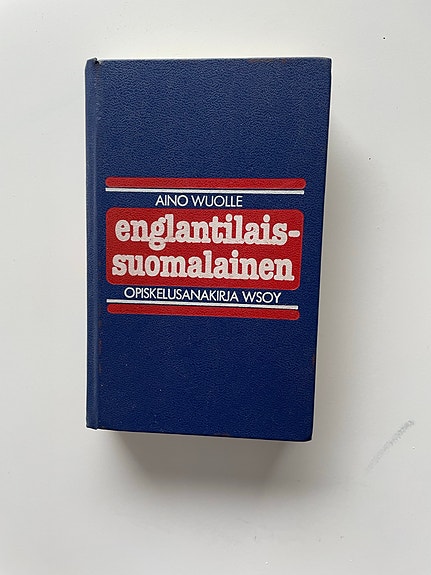 AINO WUOLLE
englantilais-
suomalainen
OPISKELUSANAKIRJA WSOY